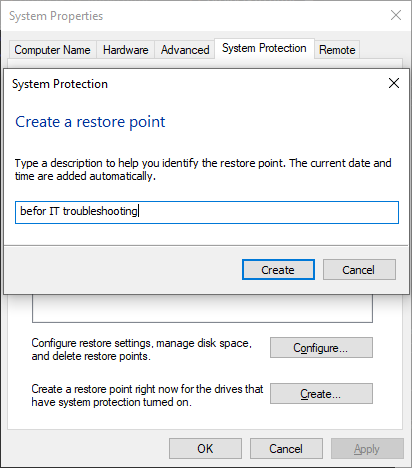 System Properties
Computer Name Hardware Advanced System Protection Remote
System Protection
Create a restore point
Type a description to help you identify the restore point. The current date and
time are added automatically.
befor IT troubleshooting
Create Cancel
Configure restore settings, manage disk space,
and delete restore points.
Configure...
Create a restore point right now for the drives that
have system protection turned on.
Create...
OK Cancel Apply